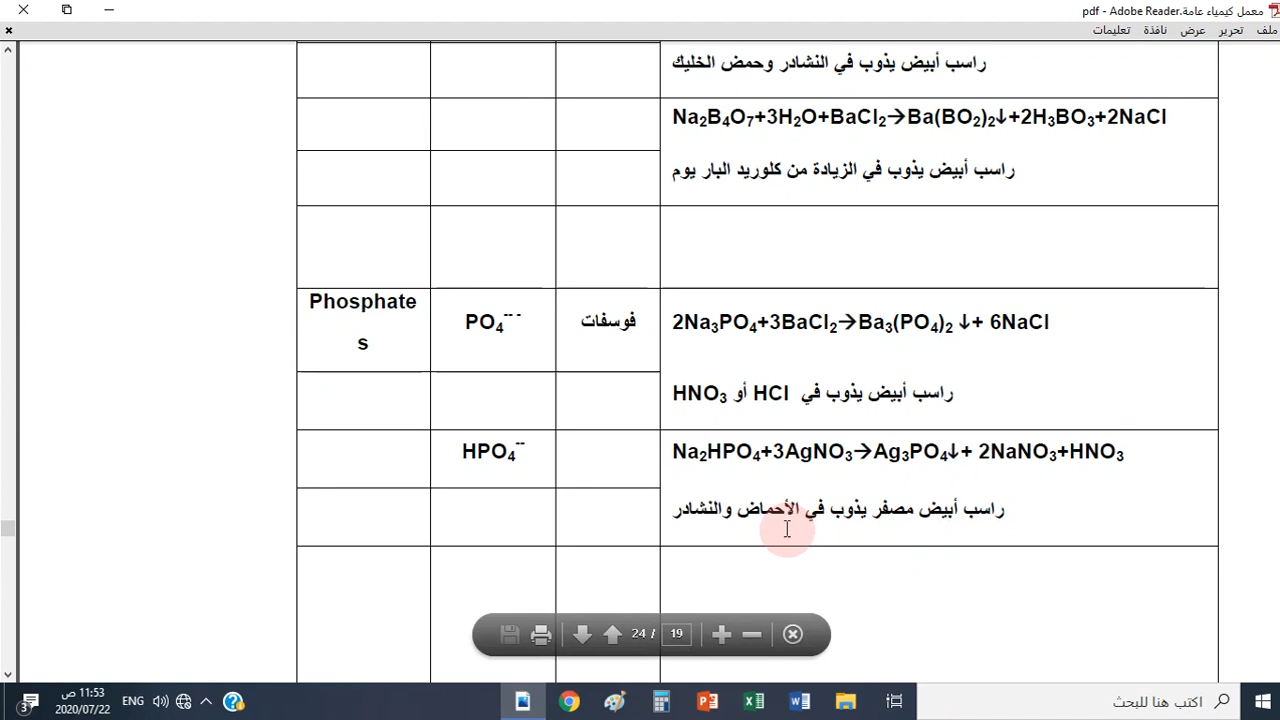 معمل كيمياء عامة.pdf - Adobe Reader
ملف تحرير عرض نافذة تعليمات
راسب أبيض يذوب في النشادر وحمض الخليك
Na₂B₄O₇+3H₂O+BaCl₂→Ba(BO₂)₂↓+2H₃BO₃+2NaCl
راسب أبيض يذوب في الزيادة من كلوريد البار يوم
Phosphate
s
PO₄⁻⁻⁻
فوسفات
2Na₃PO₄+3BaCl₂→Ba₃(PO₄)₂ ↓+ 6NaCl
راسب أبيض يذوب في HCl أو HNO₃
HPO₄⁻⁻
Na₂HPO₄+3AgNO₃→Ag₃PO₄↓+ 2NaNO₃+HNO₃
راسب أبيض مصفر يذوب في الأحماض والنشادر
24 / 19
3
11:53 ص
2020/07/22
ENG
اكتب هنا للبحث